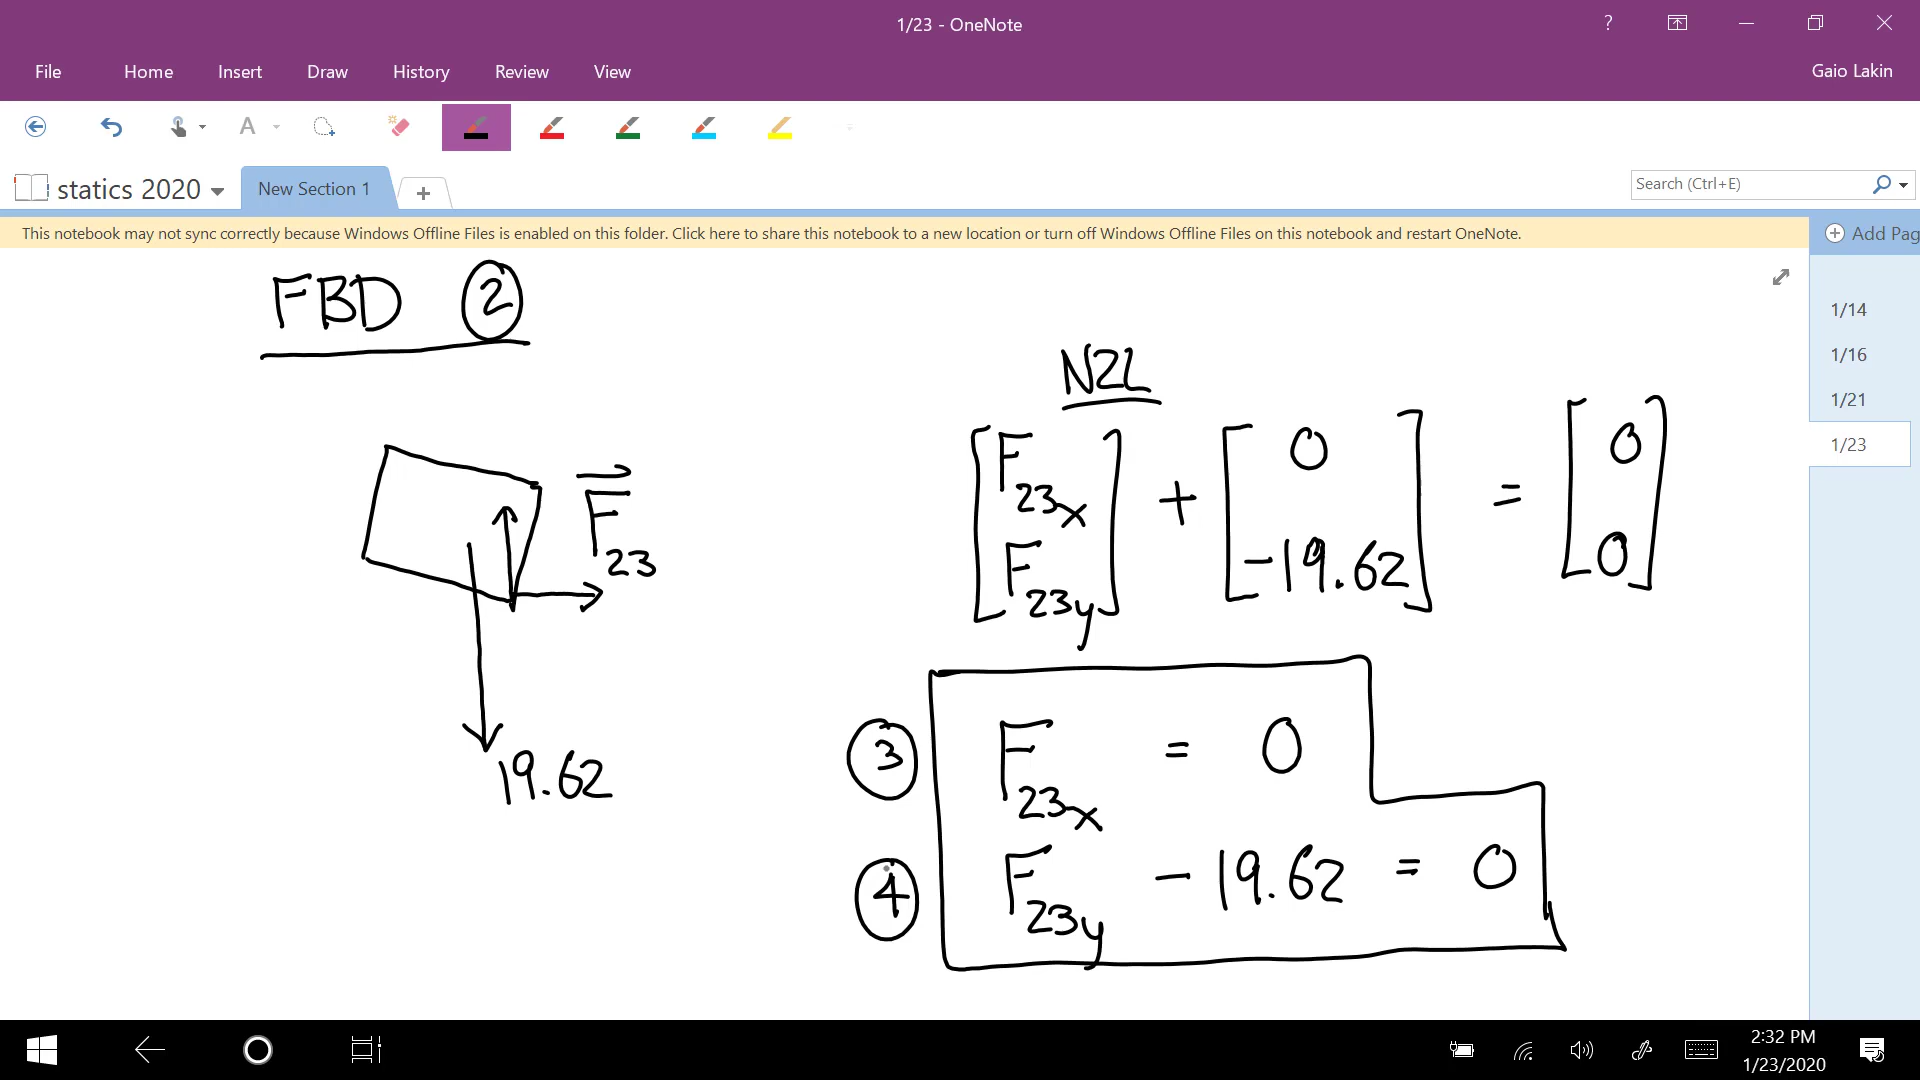 1/23 - OneNote
?
File Home Insert Draw History Review View
Gaio Lakin
A
statics 2020
New Section 1
+
Search (Ctrl+E)
This notebook may not sync correctly because Windows Offline Files is enabled on this folder. Click here to share this notebook to a new location or turn off Windows Offline Files on this notebook and restart OneNote.
Add Pag
1/14
1/16
1/21
1/23
FBD ②
F 23
19.62
N2L
[F23x F23y] + [0 -19.62] = [0 0]
③ F23x = 0
④ F23y - 19.62 = 0
2:32 PM
1/23/2020